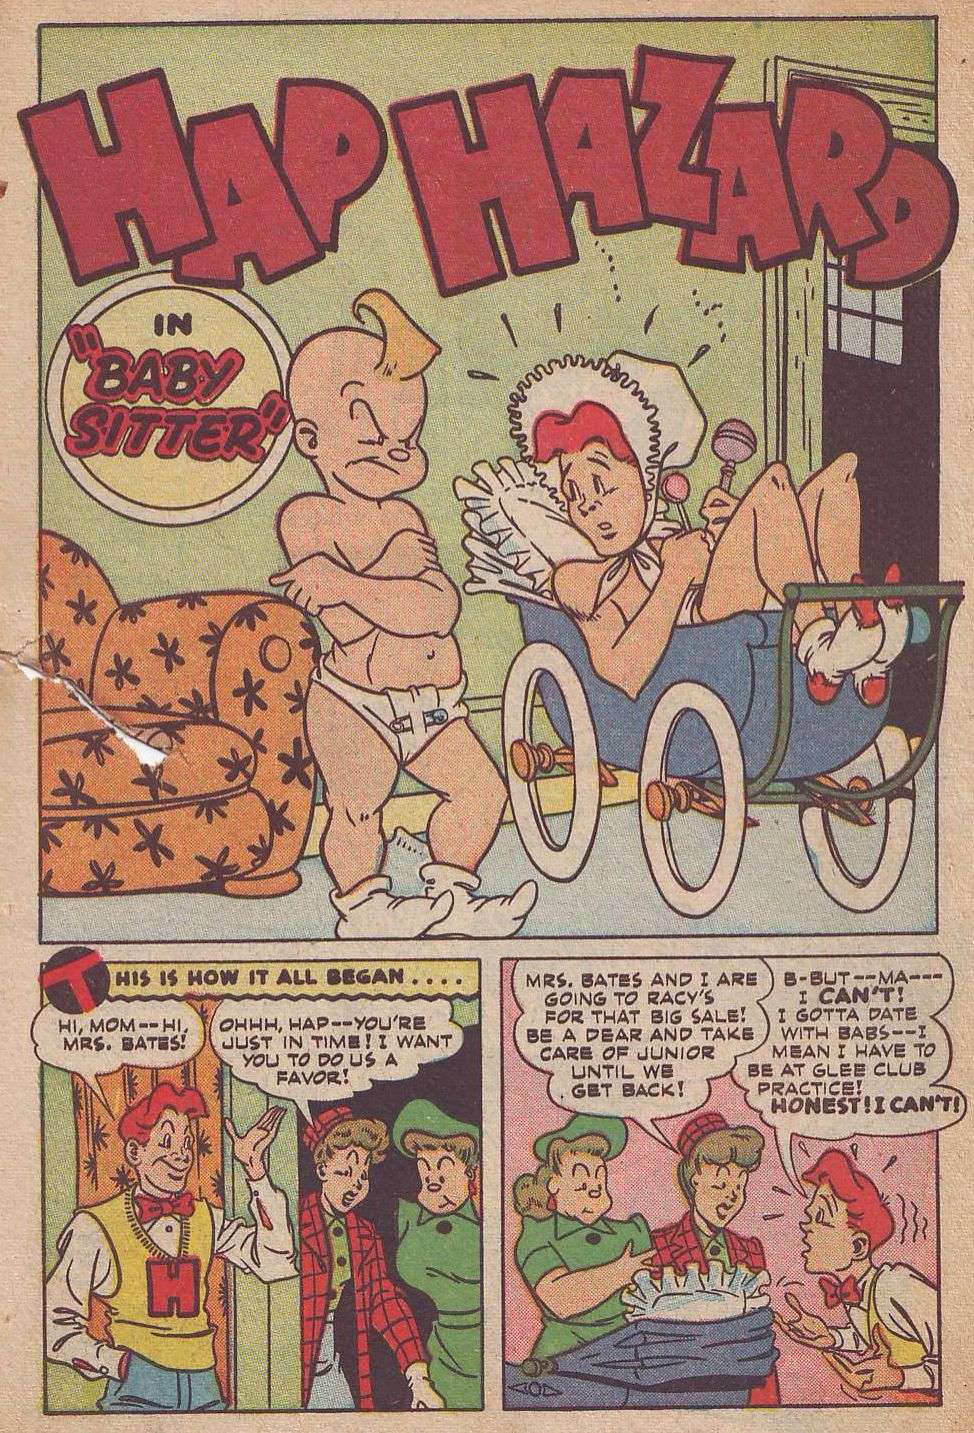 HAP HAZARD
IN
"BABY
SITTER"
THIS IS HOW IT ALL BEGAN....
HI, MOM--HI,
MRS. BATES!
OHHH, HAP--YOU'RE
JUST IN TIME! I WANT
YOU TO DO US A
FAVOR!
H
MRS. BATES AND I ARE
GOING TO RACY'S
FOR THAT BIG SALE!
BE A DEAR AND TAKE
CARE OF JUNIOR
UNTIL WE
GET BACK!
B-BUT--MA---
I CAN'T!
I GOTTA DATE
WITH BABS--I
MEAN I HAVE TO
BE AT GLEE CLUB
PRACTICE!
HONEST! I CAN'T!